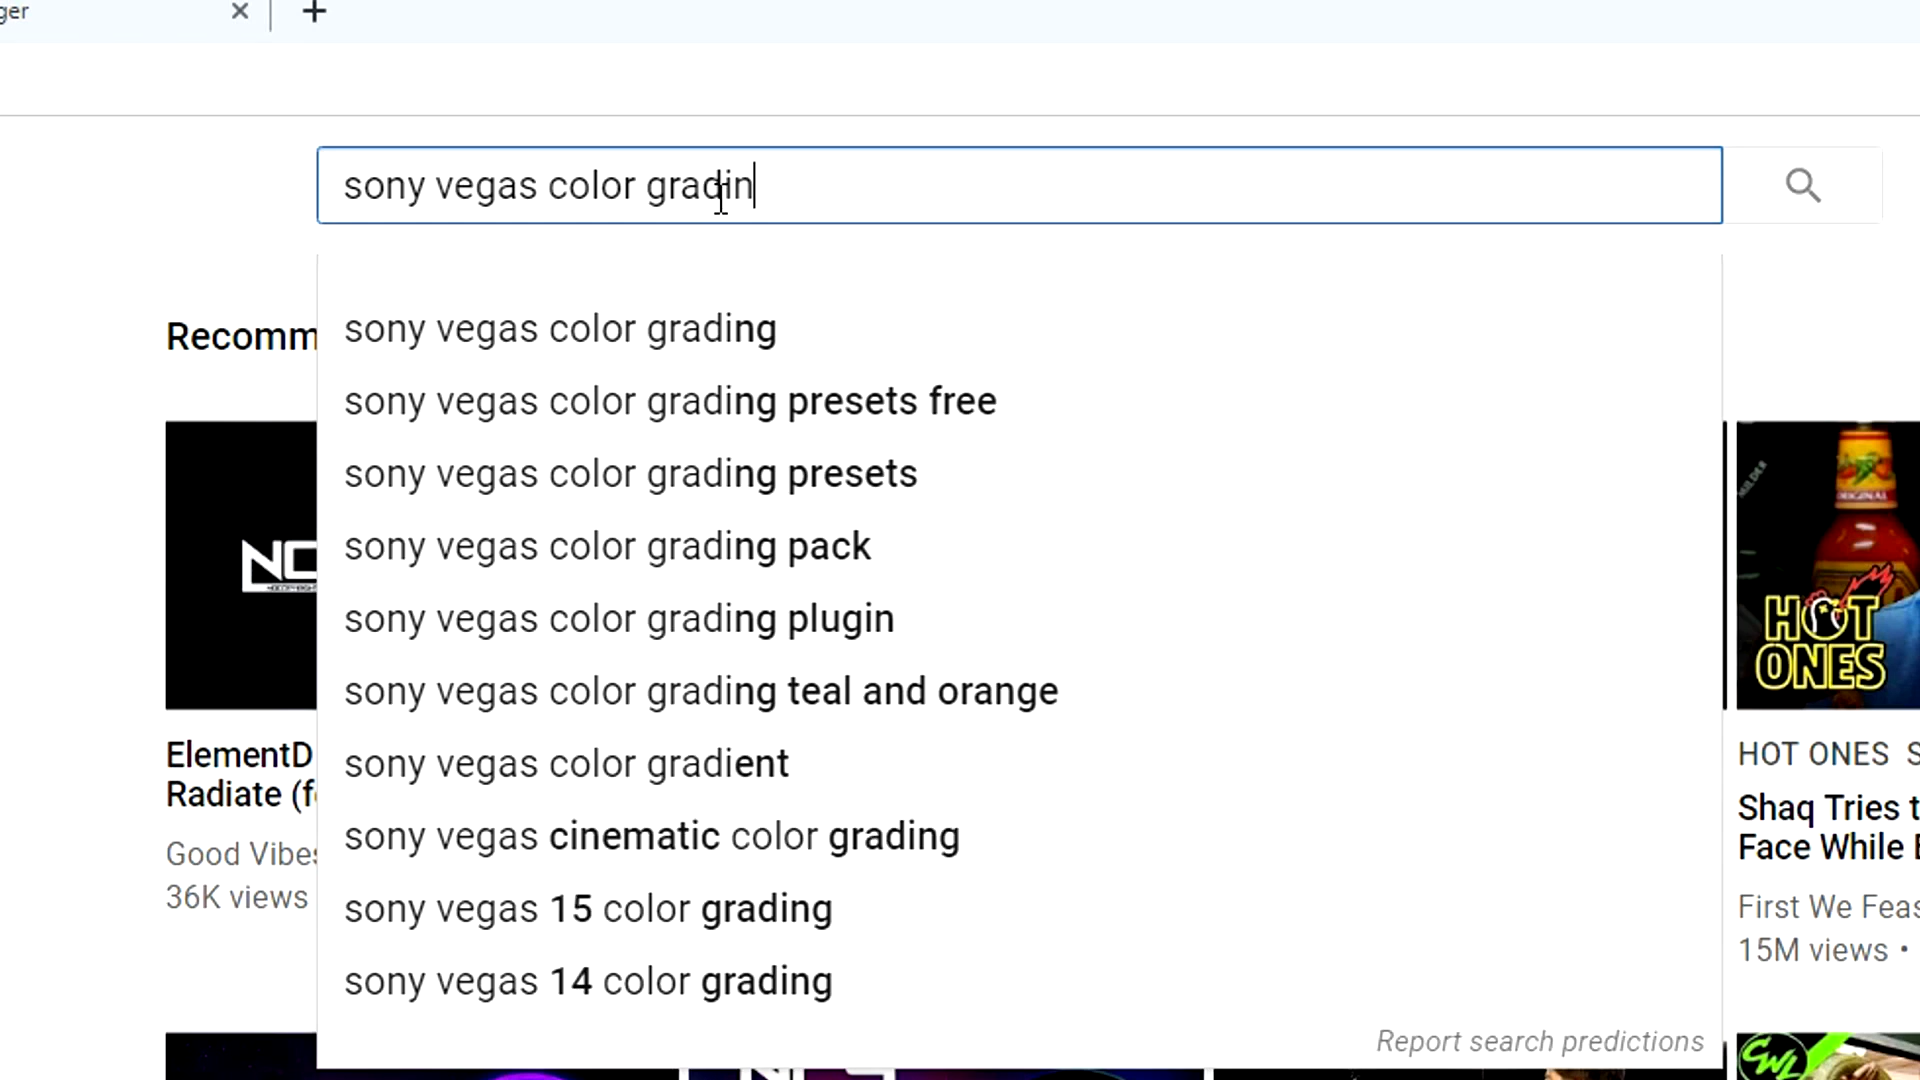 ger
sony vegas color gradin
Recomm
sony vegas color grading
sony vegas color grading presets free
sony vegas color grading presets
sony vegas color grading pack
sony vegas color grading plugin
sony vegas color grading teal and orange
sony vegas color gradient
sony vegas cinematic color grading
sony vegas 15 color grading
sony vegas 14 color grading
Report search predictions
NC
ElementD
Radiate (f
Good Vibes
36K views
ORIGINAL
HOT
ONES
HOT ONES S
Shaq Tries t
Face While E
First We Feas
15M views •